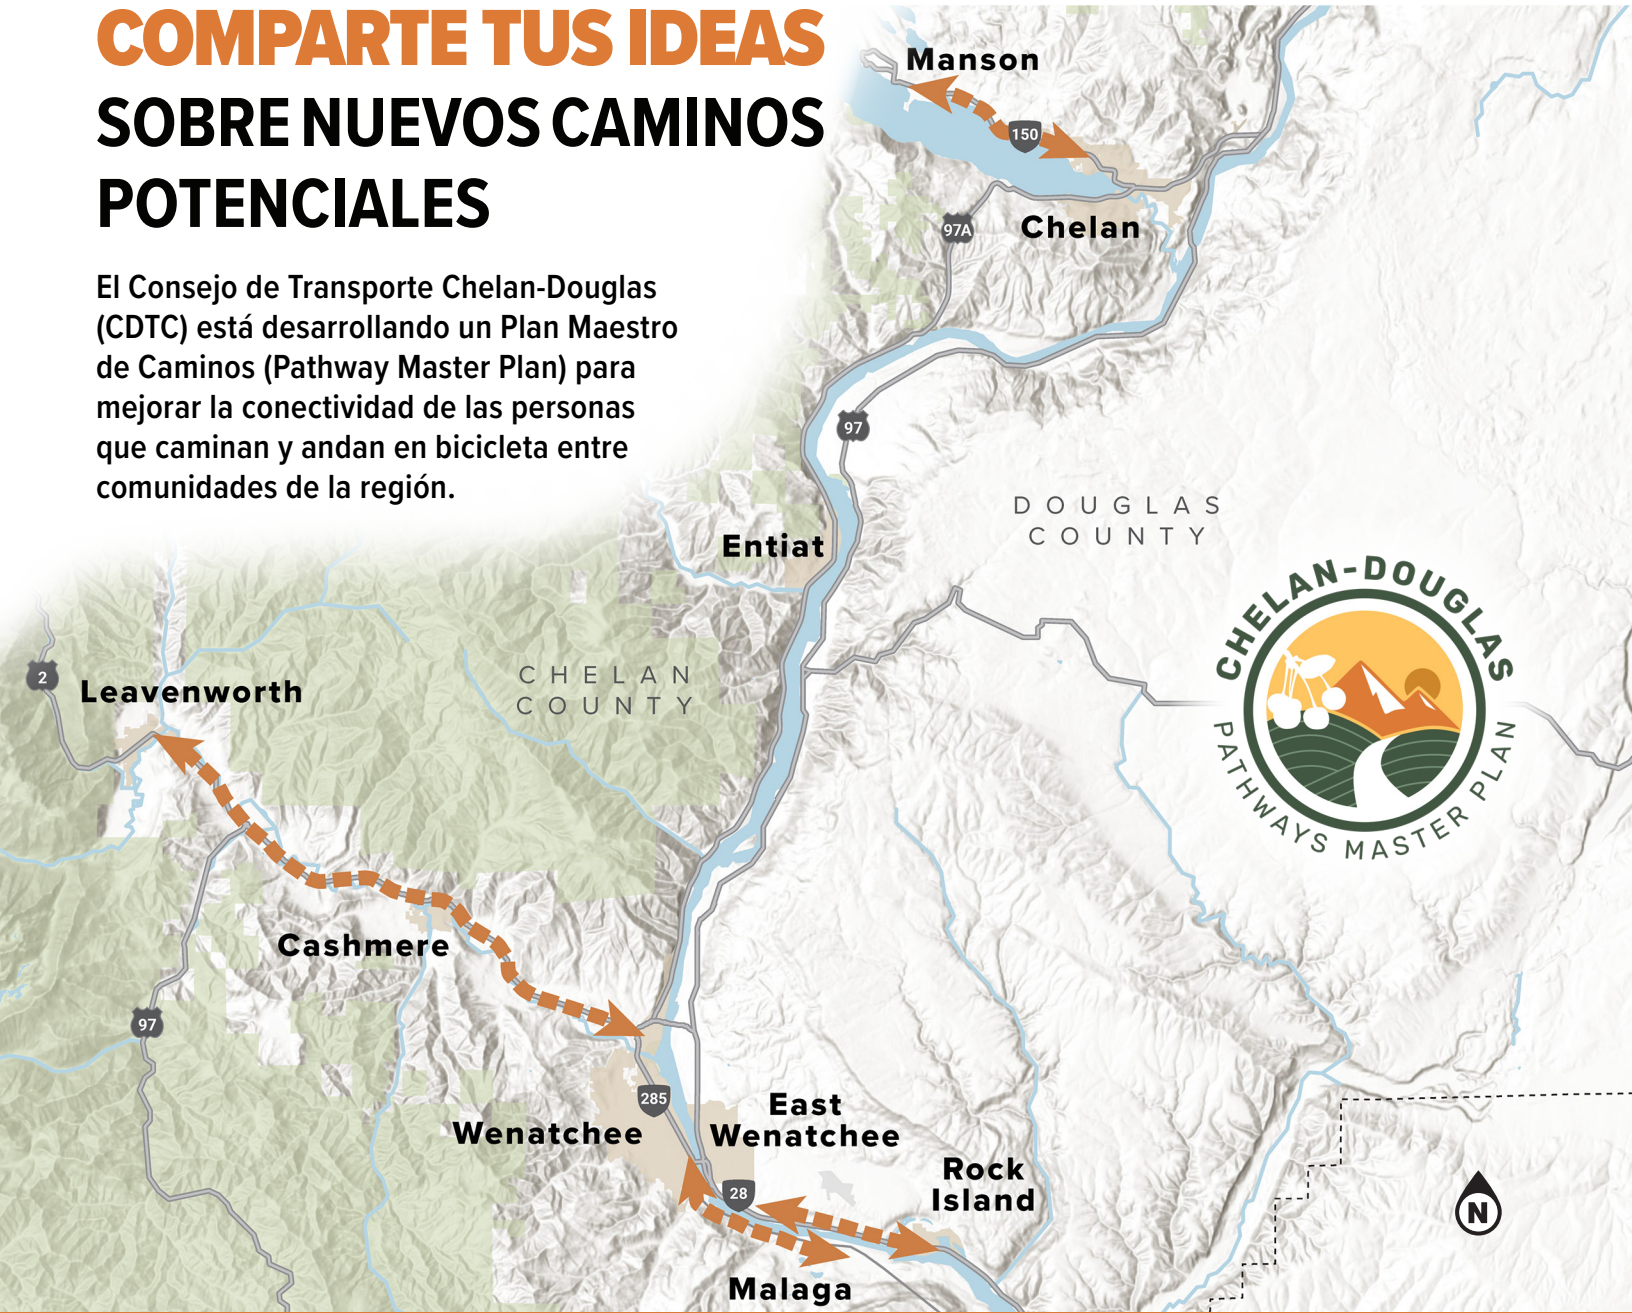 COMPARTE TUS IDEAS
SOBRE NUEVOS CAMINOS
POTENCIALES
El Consejo de Transporte Chelan-Douglas
(CDTC) está desarrollando un Plan Maestro
de Caminos (Pathway Master Plan) para
mejorar la conectividad de las personas
que caminan y andan en bicicleta entre
comunidades de la región.
Manson
150
97A
Chelan
97
DOUGLAS
COUNTY
Entiat
CHELAN-DOUGLAS
PATHWAYS MASTER PLAN
CHELAN
COUNTY
2
Leavenworth
Cashmere
97
285
Wenatchee
East
Wenatchee
28
Rock
Island
N
Malaga